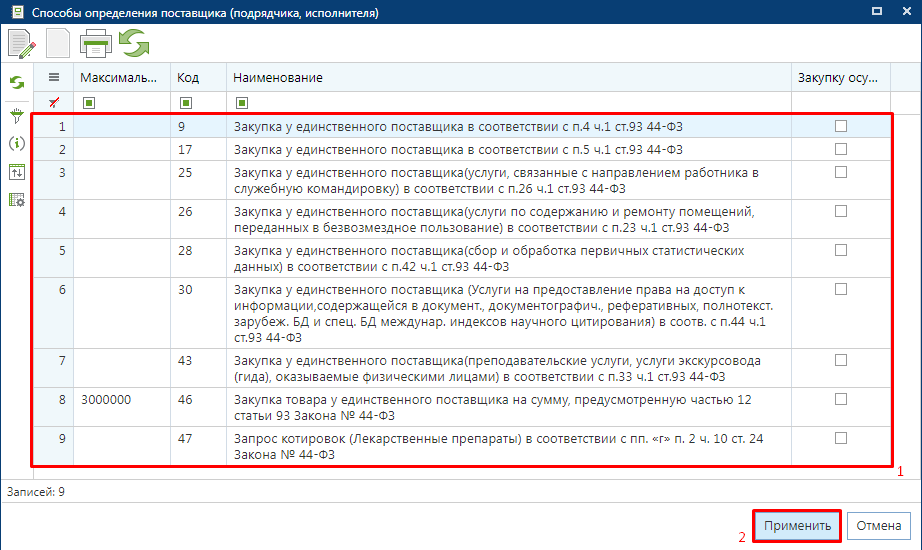 Способы определения поставщика (подрядчика, исполнителя)
Максималь... Код Наименование Закупку осу...
1 9 Закупка у единственного поставщика в соответствии с п.4 ч.1 ст.93 44-ФЗ
2 17 Закупка у единственного поставщика в соответствии с п.5 ч.1 ст.93 44-ФЗ
3 25 Закупка у единственного поставщика(услуги, связанные с направлением работника в
служебную командировку) в соответствии с п.26 ч.1 ст.93 44-ФЗ
4 26 Закупка у единственного поставщика(услуги по содержанию и ремонту помещений,
переданных в безвозмездное пользование) в соответствии с п.23 ч.1 ст.93 44-ФЗ
5 28 Закупка у единственного поставщика(сбор и обработка первичных статистических
данных) в соответствии с п.42 ч.1 ст.93 44-ФЗ
6 30 Закупка у единственного поставщика (Услуги на предоставление права на доступ к
информации,содержащейся в документ., документографич., реферативных, полнотекст.
зарубеж. БД и спец. БД междунар. индексов научного цитирования) в соотв. с п.44 ч.1
ст.93 44-ФЗ
7 43 Закупка у единственного поставщика(преподавательские услуги, услуги экскурсовода
(гида), оказываемые физическими лицами) в соответствии с п.33 ч.1 ст.93 44-ФЗ
8 3000000 46 Закупка товара у единственного поставщика на сумму, предусмотренную частью 12
статьи 93 Закона № 44-ФЗ
9 47 Запрос котировок (Лекарственные препараты) в соответствии с пп. «г» п. 2 ч. 10 ст. 24
Закона № 44-ФЗ
1
Записей: 9
2 Применить Отмена